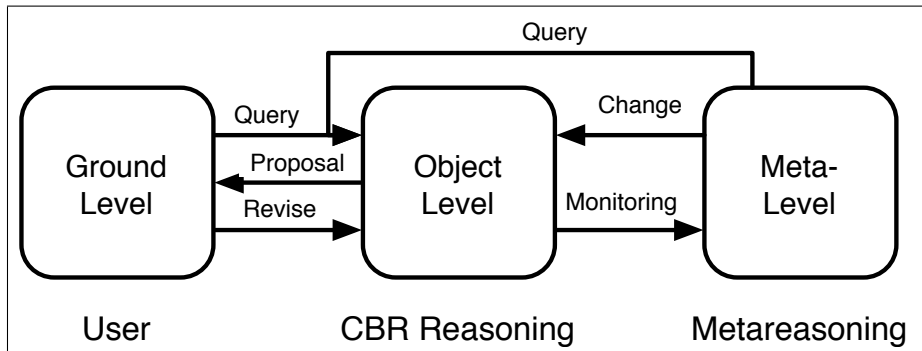 Query
Query
Change
Ground
Level
Proposal
Object
Level
Meta-
Level
Revise
Monitoring
User
CBR Reasoning
Metareasoning